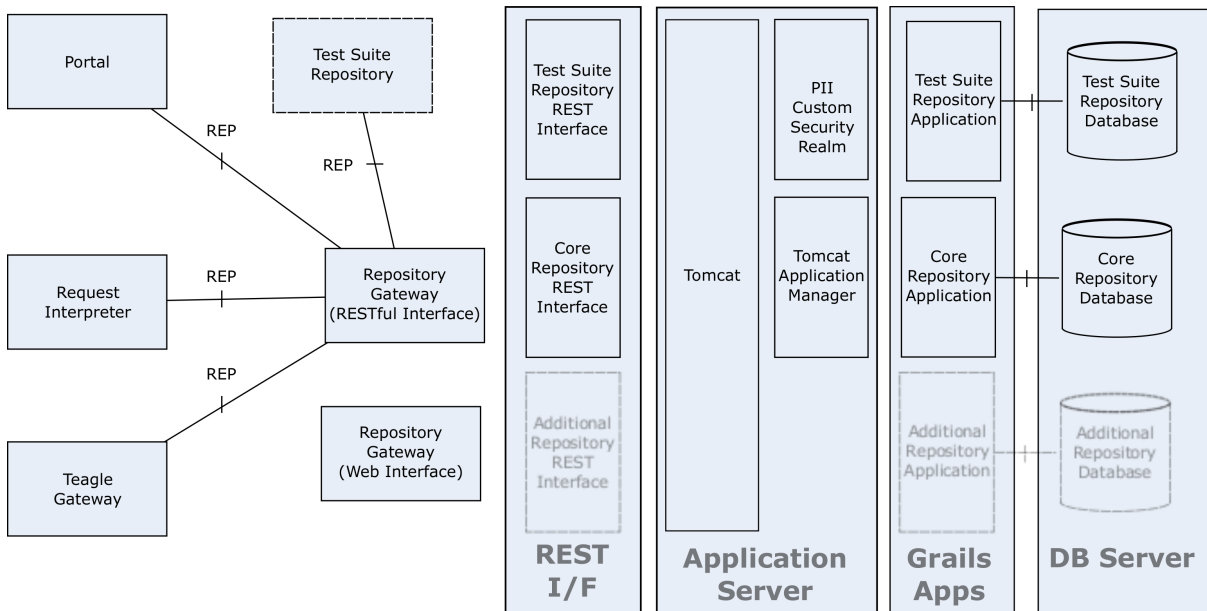 Portal
Test Suite
Repository
REP
REP
Request
Interpreter
REP
Repository
Gateway
(RESTful Interface)
REP
Teagle
Gateway
Repository
Gateway
(Web Interface)
Test Suite
Repository
REST
Interface
Core
Repository
REST
Interface
Additional
Repository
REST
Interface
REST
I/F
Tomcat
PII
Custom
Security
Realm
Tomcat
Application
Manager
Application
Server
Test Suite
Repository
Application
Core
Repository
Application
Additional
Repository
Application
Grails
Apps
Test Suite
Repository
Database
Core
Repository
Database
Additional
Repository
Database
DB Server